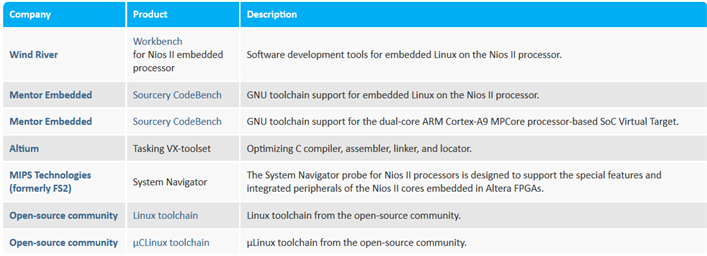 Company Product Description
Wind River
Workbench
for Nios II embedded
processor
Software development tools for embedded Linux on the Nios II processor.
Mentor Embedded Sourcery CodeBench GNU toolchain support for embedded Linux on the Nios II processor.
Mentor Embedded Sourcery CodeBench GNU toolchain support for the dual-core ARM Cortex-A9 MPCore processor-based SoC Virtual Target.
Altium Tasking VX-toolset Optimizing C compiler, assembler, linker, and locator.
MIPS Technologies
(formerly FS2)
System Navigator
The System Navigator probe for Nios II processors is designed to support the special features and
integrated peripherals of the Nios II cores embedded in Altera FPGAs.
Open-source community Linux toolchain Linux toolchain from the open-source community.
Open-source community µCLinux toolchain µLinux toolchain from the open-source community.